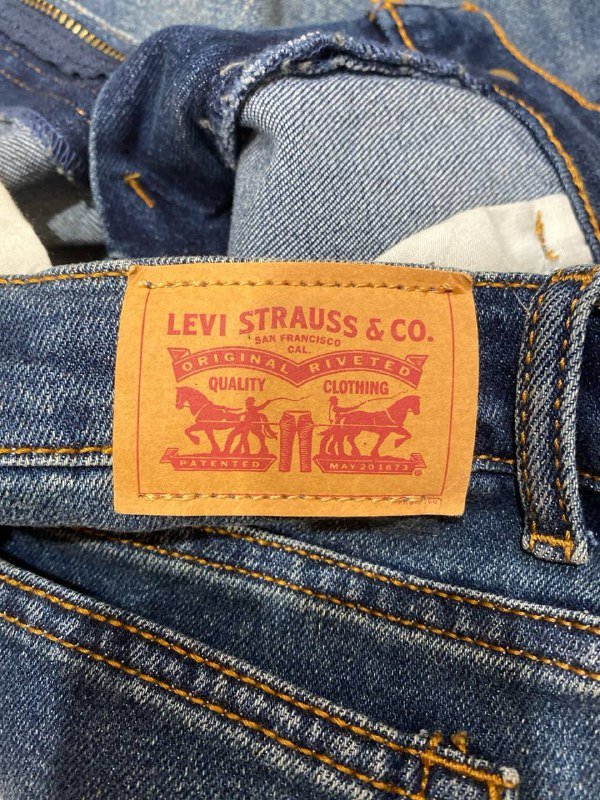 LEVI STRAUSS & CO.
SAN FRANCISCO
CAL.
ORIGINAL RIVETED
QUALITY CLOTHING
PATENTED MAY 20 1873